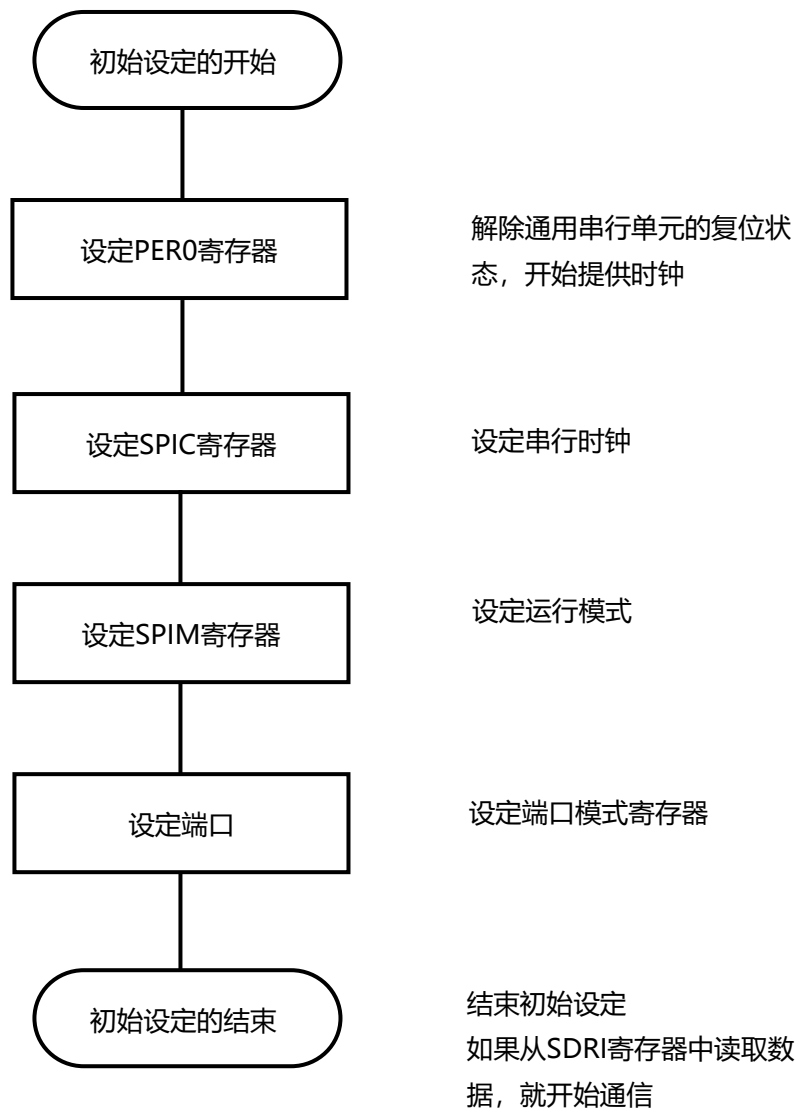 初始设定的开始
设定PER0寄存器
解除通用串行单元的复位状
态，开始提供时钟
设定SPIC寄存器
设定串行时钟
设定SPIM寄存器
设定运行模式
设定端口
设定端口模式寄存器
初始设定的结束
结束初始设定
如果从SDRI寄存器中读取数
据，就开始通信